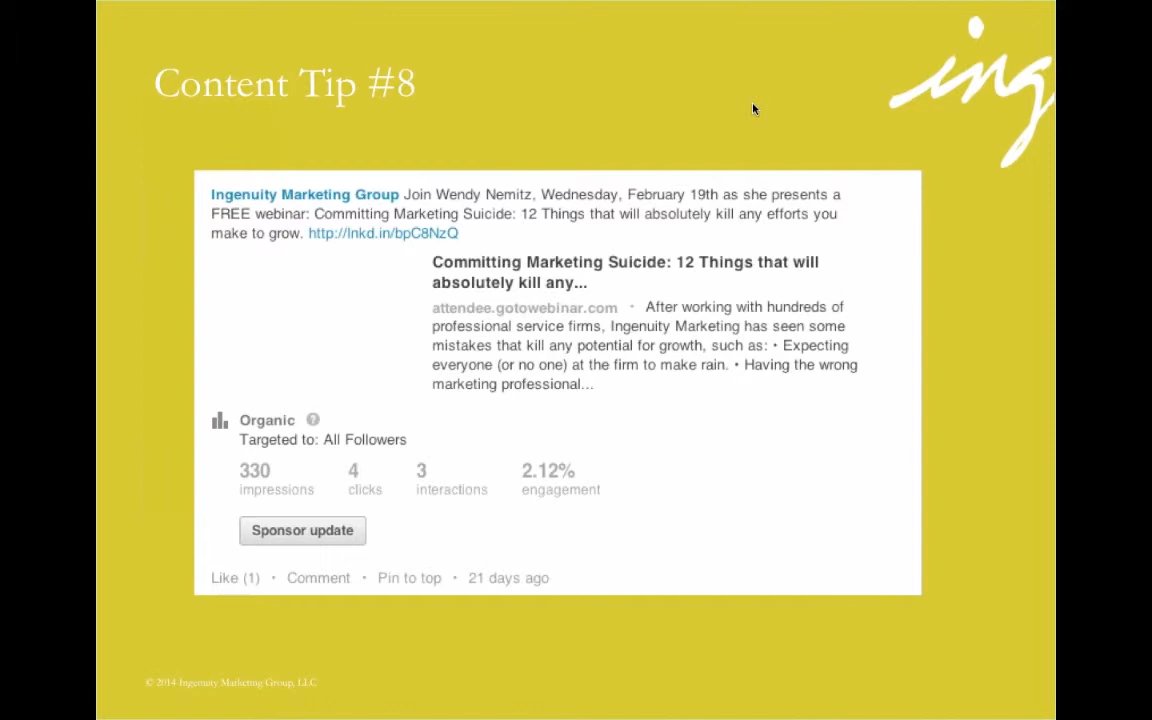 Content Tip #8
ing
Ingenuity Marketing Group Join Wendy Nemitz, Wednesday, February 19th as she presents a
FREE webinar: Committing Marketing Suicide: 12 Things that will absolutely kill any efforts you
make to grow. http://lnkd.in/bpC8NzQ
Committing Marketing Suicide: 12 Things that will
absolutely kill any...
attendee.gotowebinar.com · After working with hundreds of
professional service firms, Ingenuity Marketing has seen some
mistakes that kill any potential for growth, such as: • Expecting
everyone (or no one) at the firm to make rain. • Having the wrong
marketing professional...
Organic ?
Targeted to: All Followers
330 4 3 2.12%
impressions clicks interactions engagement
Sponsor update
Like (1) · Comment · Pin to top · 21 days ago
© 2014 Ingenuity Marketing Group, LLC